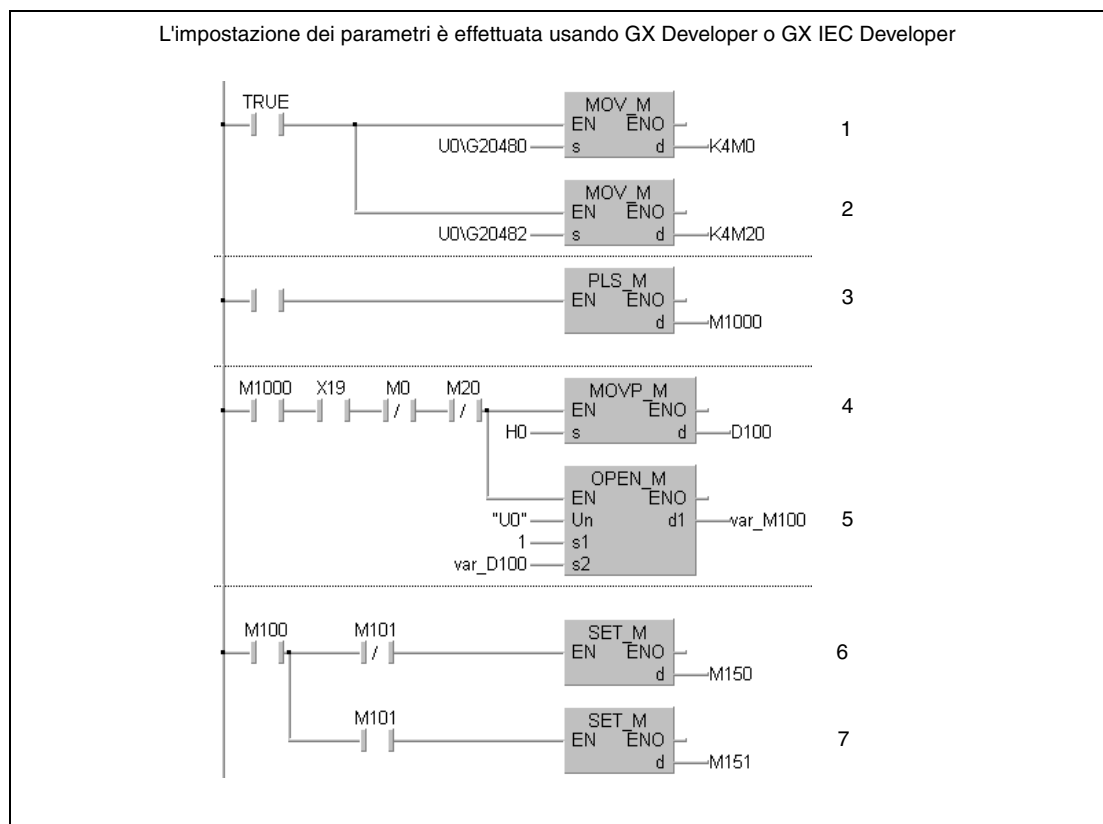 L'impostazione dei parametri è effettuata usando GX Developer o GX IEC Developer
TRUE
MOV_M
EN ENO
1
U0\G20480 s d K4M0
MOV_M
EN ENO
2
U0\G20482 s d K4M20
PLS_M
EN ENO
3
d M1000
M1000 X19 M0 M20
MOVP_M
EN ENO
4
H0 s d D100
OPEN_M
EN ENO
"U0" Un d1 var_M100 5
1 s1
var_D100 s2
M100 M101
SET_M
EN ENO
6
d M150
M101
SET_M
EN ENO
7
d M151